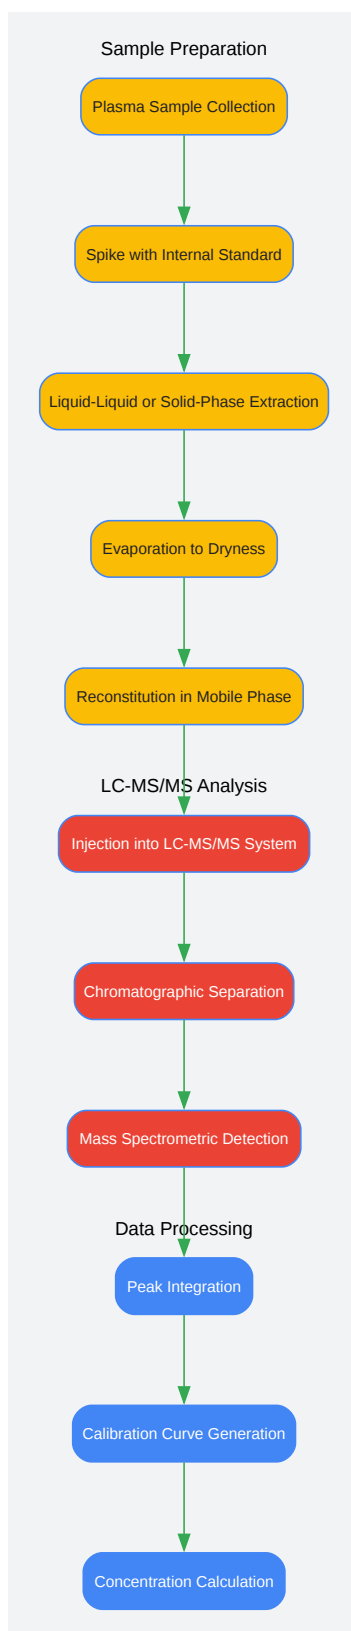 Sample Preparation
Plasma Sample Collection
Spike with Internal Standard
Liquid-Liquid or Solid-Phase Extraction
Evaporation to Dryness
Reconstitution in Mobile Phase
LC-MS/MS Analysis
Injection into LC-MS/MS System
Chromatographic Separation
Mass Spectrometric Detection
Data Processing
Peak Integration
Calibration Curve Generation
Concentration Calculation